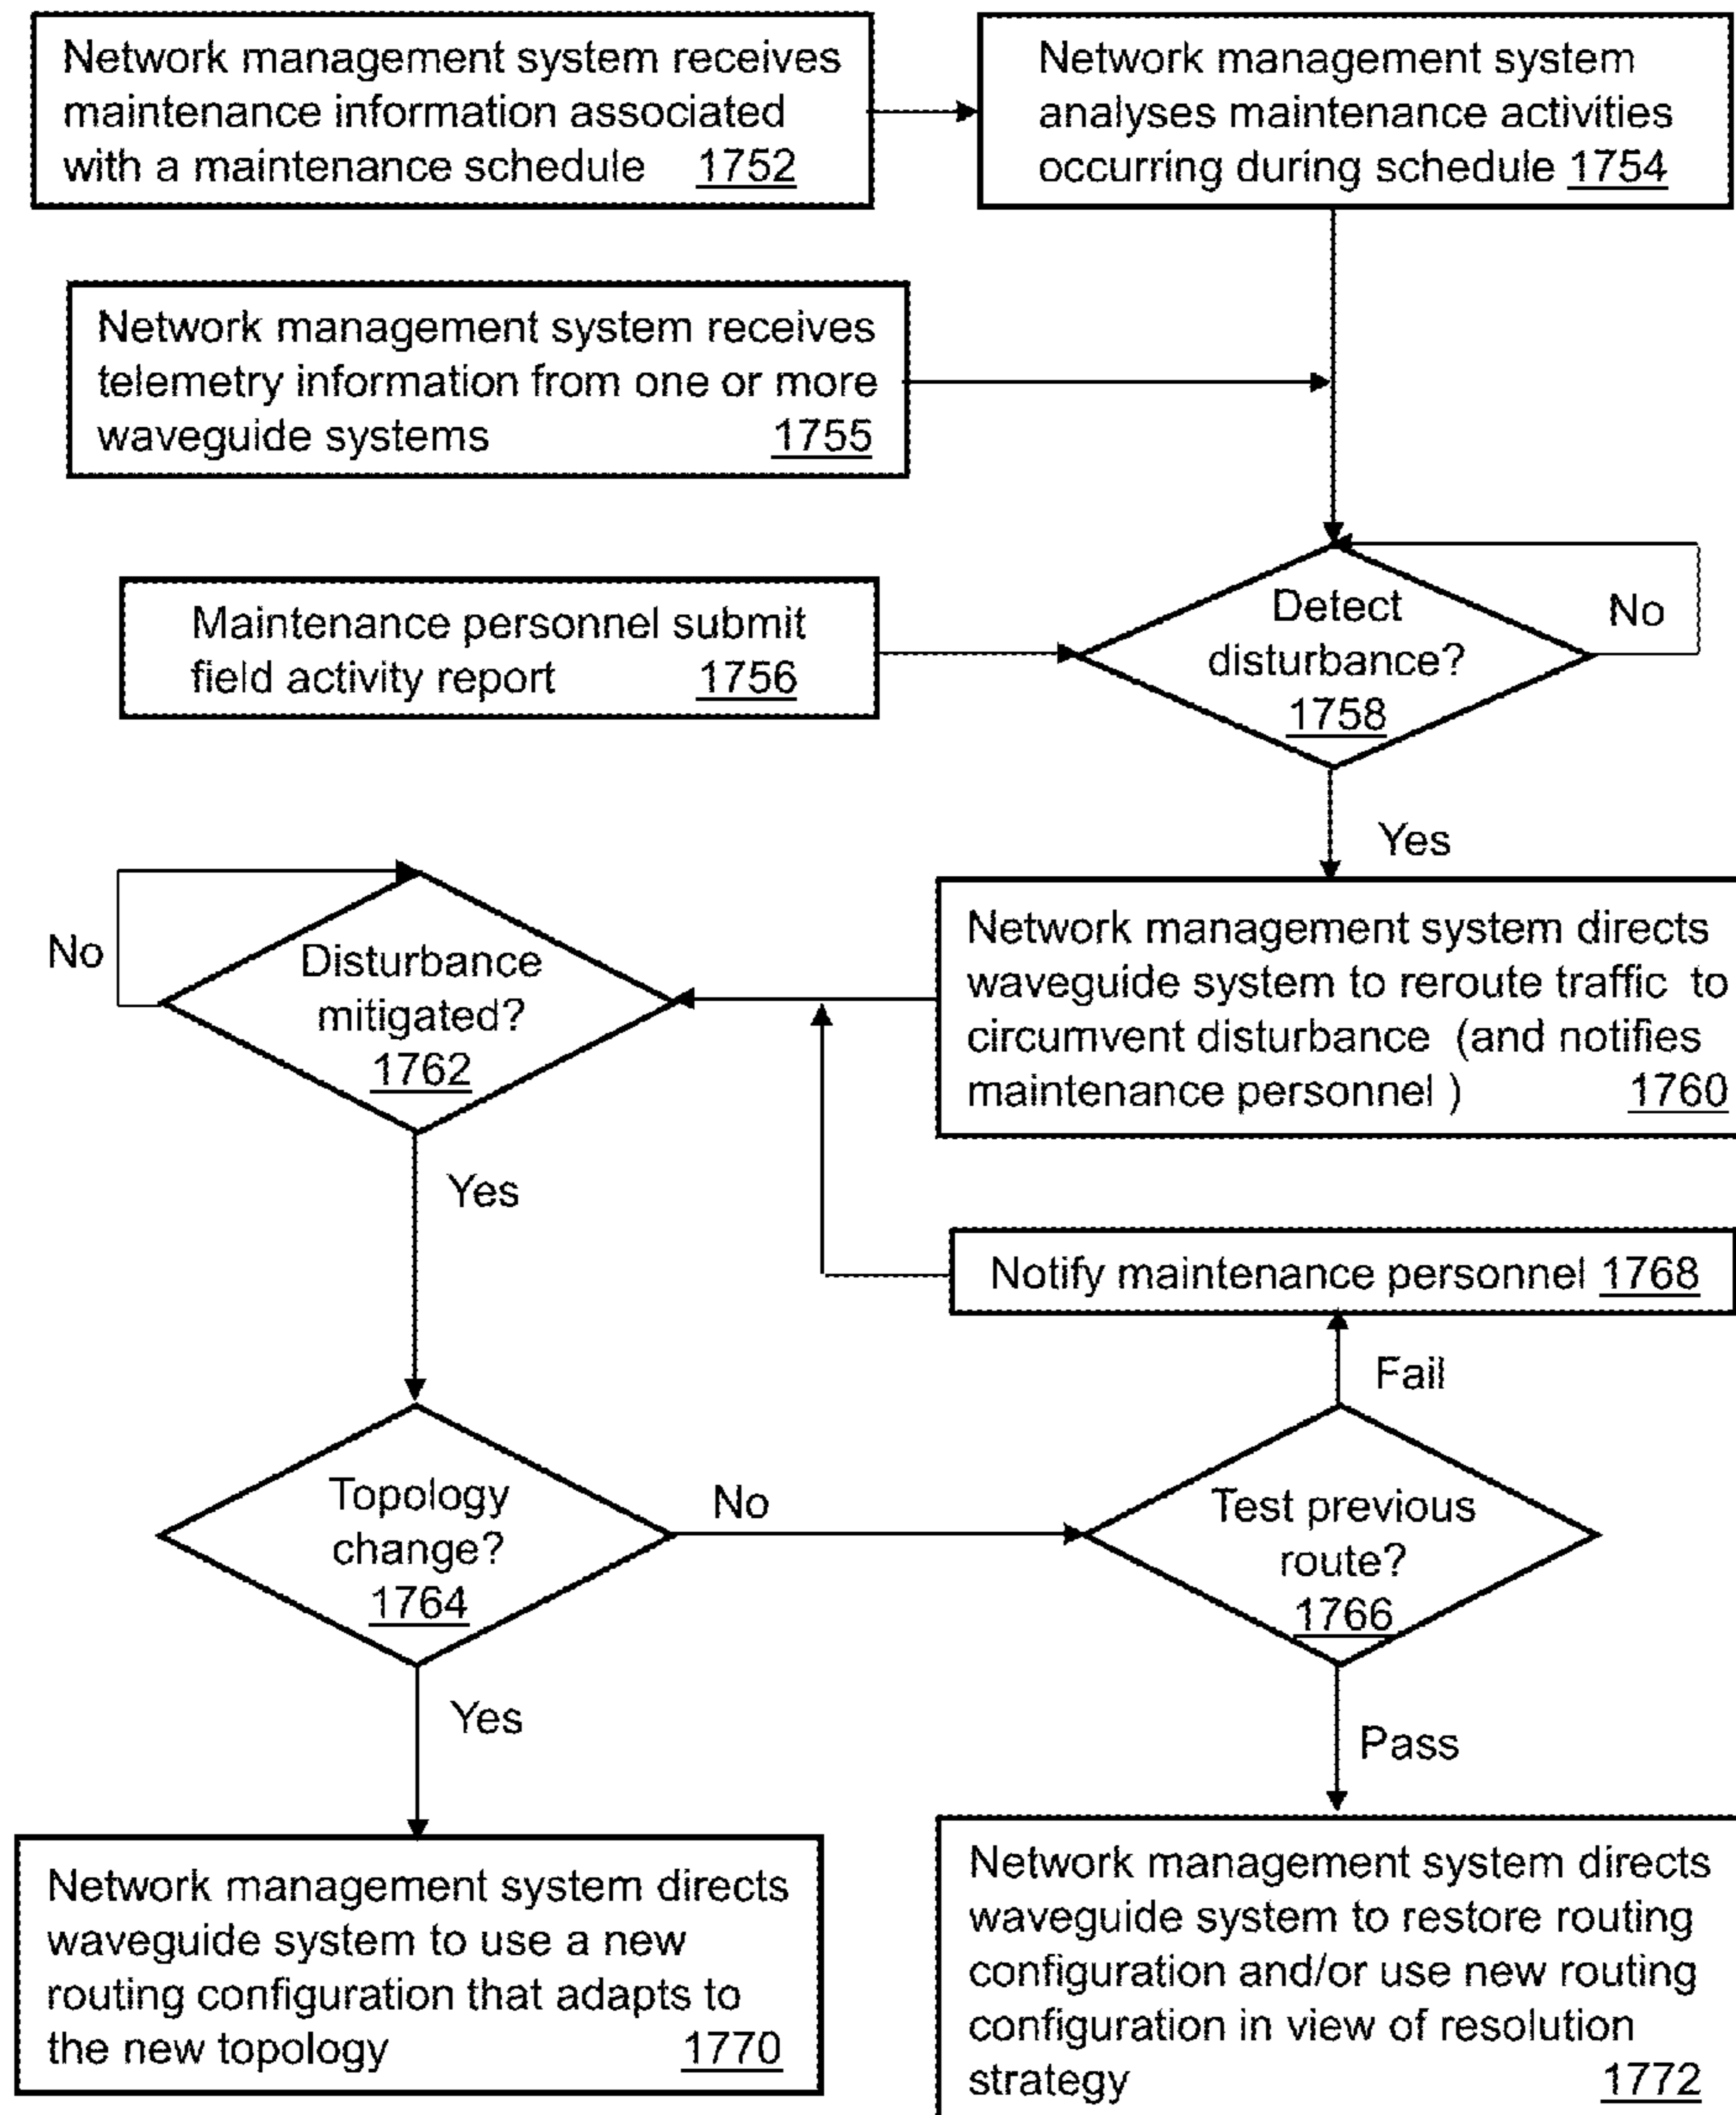 Network management system receives
maintenance information associated
with a maintenance schedule 1752
Network management system
analyses maintenance activities
occurring during schedule 1754
Network management system receives
telemetry information from one or more
waveguide systems 1755
Maintenance personnel submit
field activity report 1756
Detect
disturbance?
1758
No
Yes
Network management system directs
waveguide system to reroute traffic to
circumvent disturbance (and notifies
maintenance personnel ) 1760
No
Disturbance
mitigated?
1762
Yes
Notify maintenance personnel 1768
Fail
Topology
change?
1764
No
Test previous
route?
1766
Yes
Pass
Network management system directs
waveguide system to use a new
routing configuration that adapts to
the new topology 1770
Network management system directs
waveguide system to restore routing
configuration and/or use new routing
configuration in view of resolution
strategy 1772